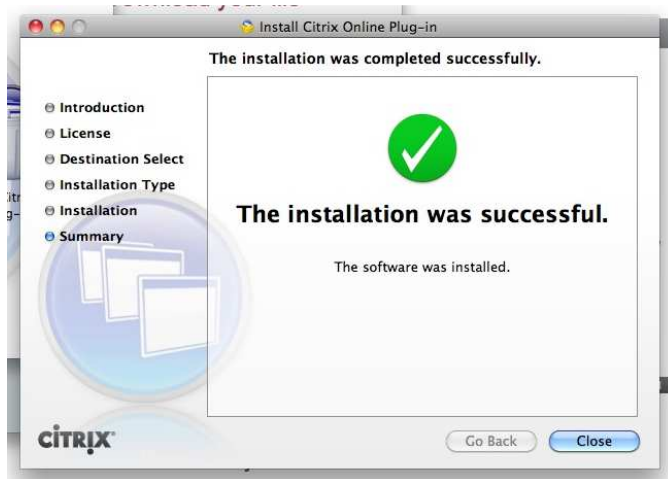 Install Citrix Online Plug-in
The installation was completed successfully.
Introduction
License
Destination Select
Installation Type
Installation
Summary
The installation was successful.
The software was installed.
CITRIX
Go Back
Close